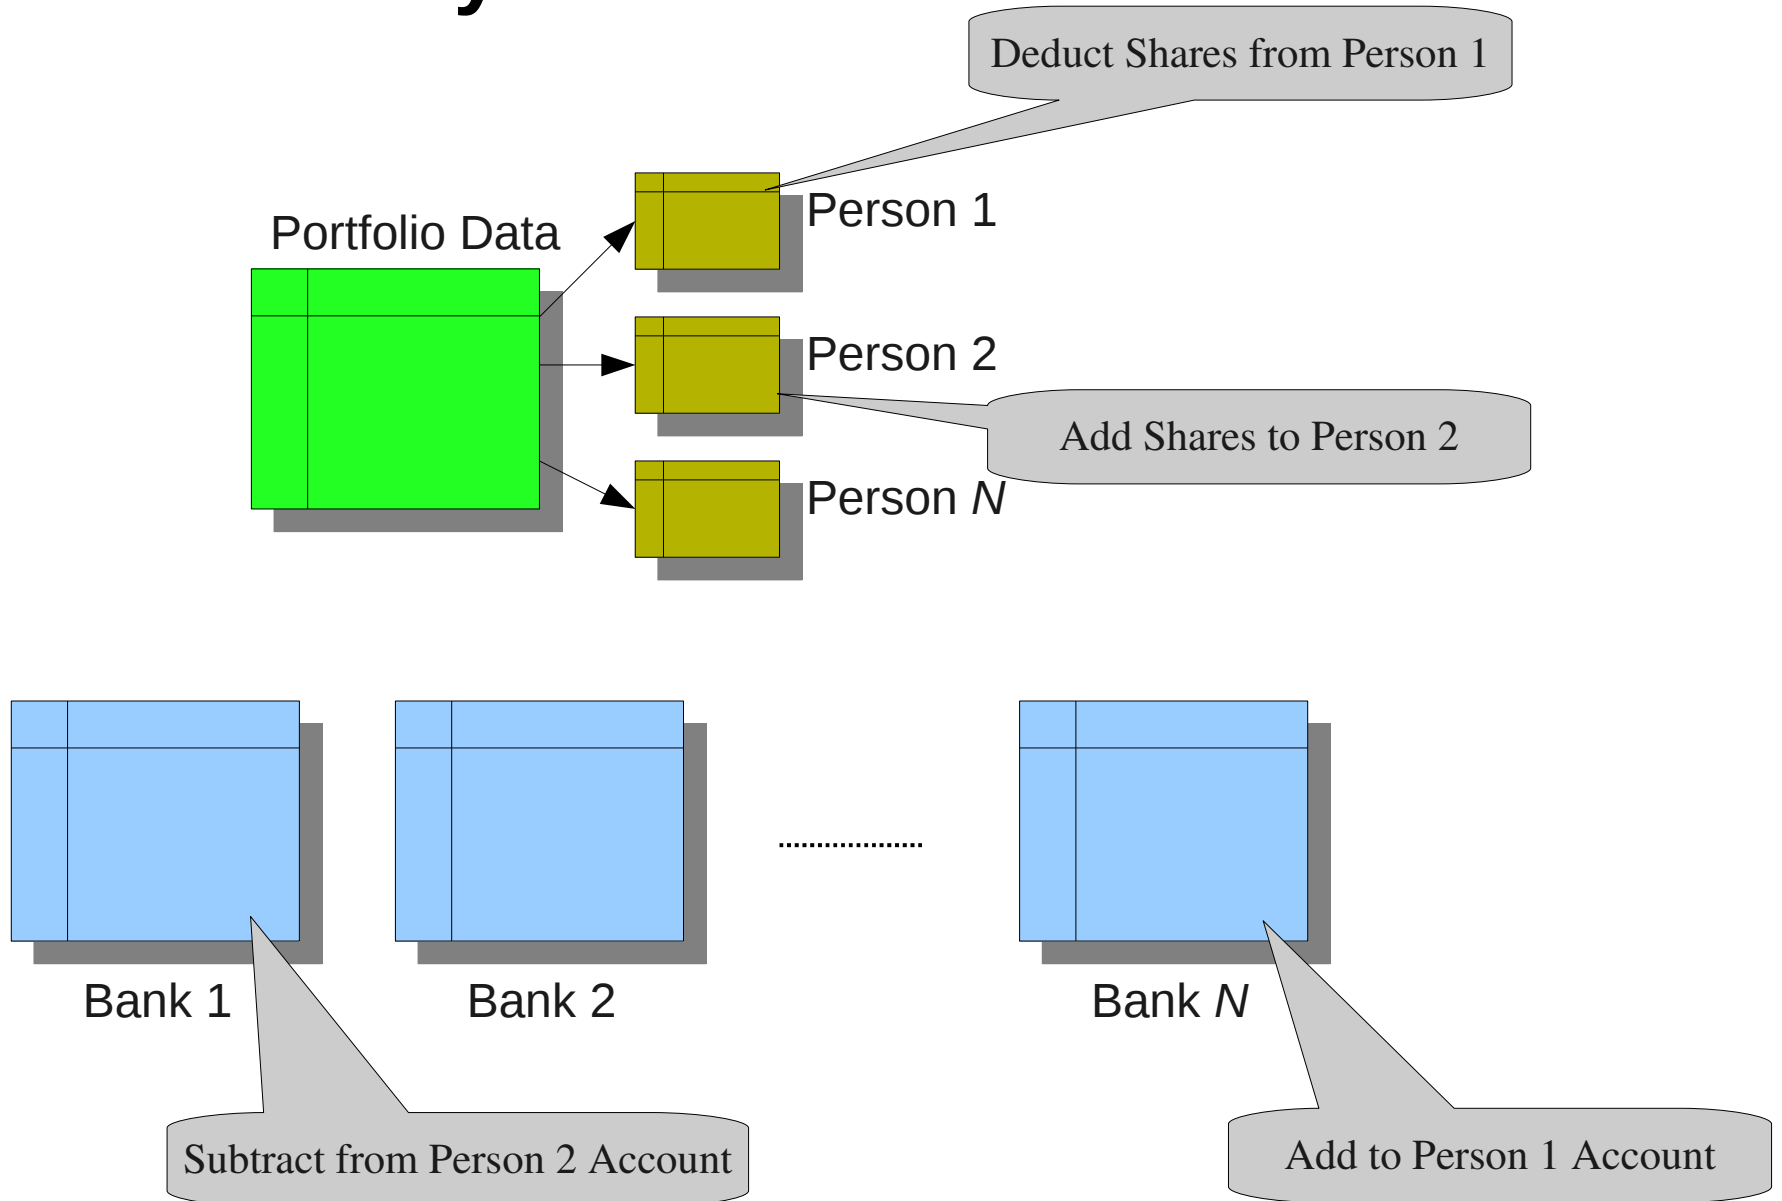 Deduct Shares from Person 1
Person 1
Portfolio Data
Person 2
Add Shares to Person 2
Person N
Bank 1
Bank 2
Bank N
Subtract from Person 2 Account
Add to Person 1 Account